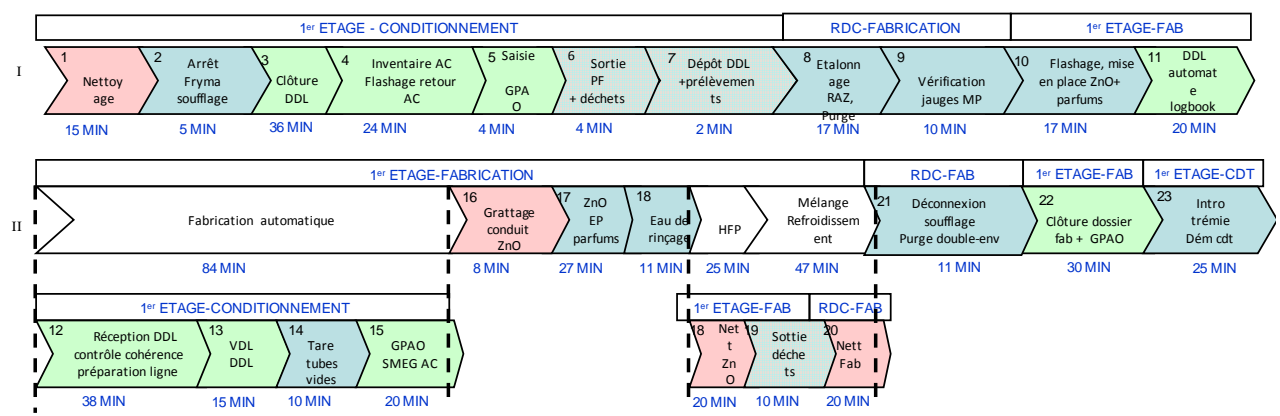 1er ETAGE - CONDITIONNEMENT
RDC-FABRICATION
1er ETAGE-FAB
I
1
Nettoy
age
2
Arrêt
Fryma
soufflage
3
Clôture
DDL
4
Inventaire AC
Flashage retour
AC
5
Saisie
GPA
O
6
Sortie
PF
+ déchets
7
Dépôt DDL
+prélèvemen
ts
8
Etalonn
age
RAZ,
Purge
9
Vérification
jauges MP
10
Flashage, mise
en place ZnO+
parfums
11
DDL
automat
e
logbook
15 MIN
5 MIN
36 MIN
24 MIN
4 MIN
4 MIN
2 MIN
17 MIN
10 MIN
17 MIN
20 MIN
1er ETAGE-FABRICATION
RDC-FAB
1er ETAGE-FAB
1er ETAGE-CDT
II
Fabrication automatique
16
Grattage
conduit
ZnO
17
ZnO
EP
parfums
18
Eau de
rinçage
HFP
Mélange
Refroidissem
ent
21
Déconnexion
soufflage
Purge double-env
22
Clôture dossier
fab + GPAO
23
Intro
trémie
Dém cdt
84 MIN
8 MIN
27 MIN
11 MIN
25 MIN
47 MIN
11 MIN
30 MIN
25 MIN
1er ETAGE-CONDITIONNEMENT
1er ETAGE-FAB
RDC-FAB
12
Réception DDL
contrôle cohérence
préparation ligne
13
VDL
DDL
14
Tare
tubes
vides
15
GPAO
SMEG AC
18
Net
t
Zn
O
19
Sottie
déche
ts
20
Nett
Fab
38 MIN
15 MIN
10 MIN
20 MIN
20 MIN
10 MIN
20 MIN